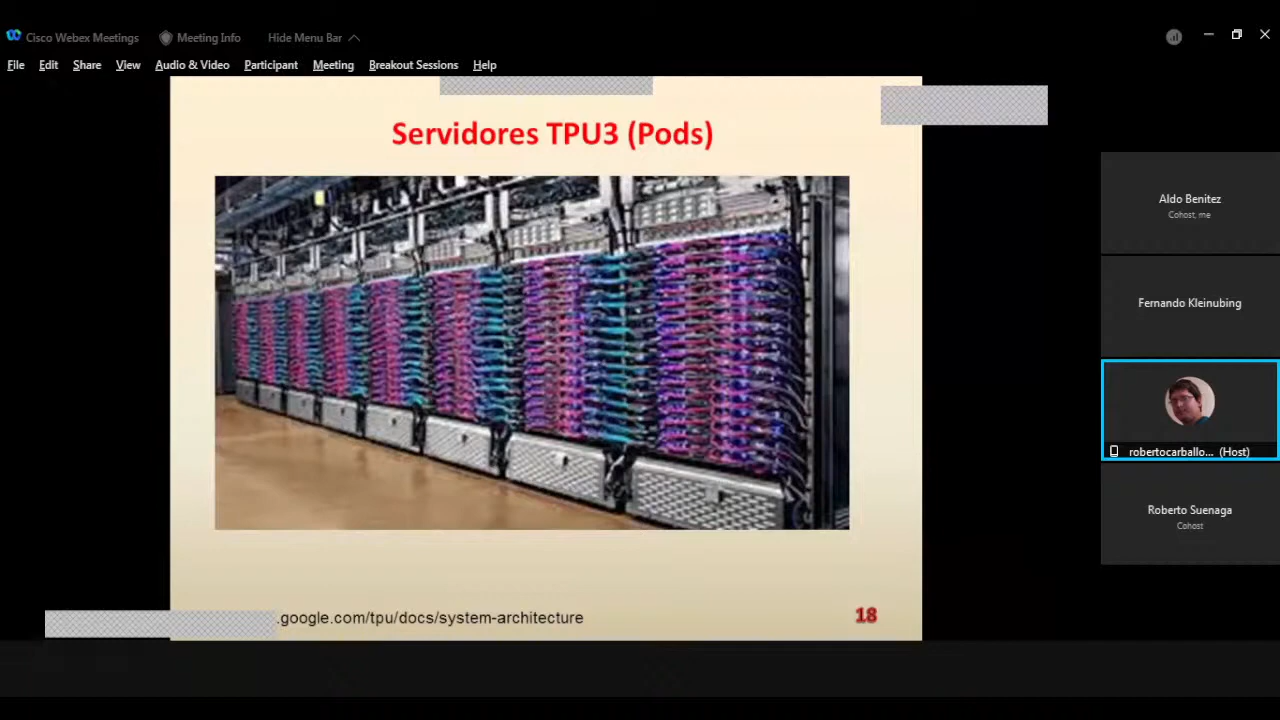 Cisco Webex Meetings Meeting Info Hide Menu Bar
File Edit Share View Audio & Video Participant Meeting Breakout Sessions Help
Servidores TPU3 (Pods)
Aldo Benitez
Cohost, me
Fernando Kleinubing
robertocarballo... (Host)
Roberto Suenaga
Cohost
.google.com/tpu/docs/system-architecture
18